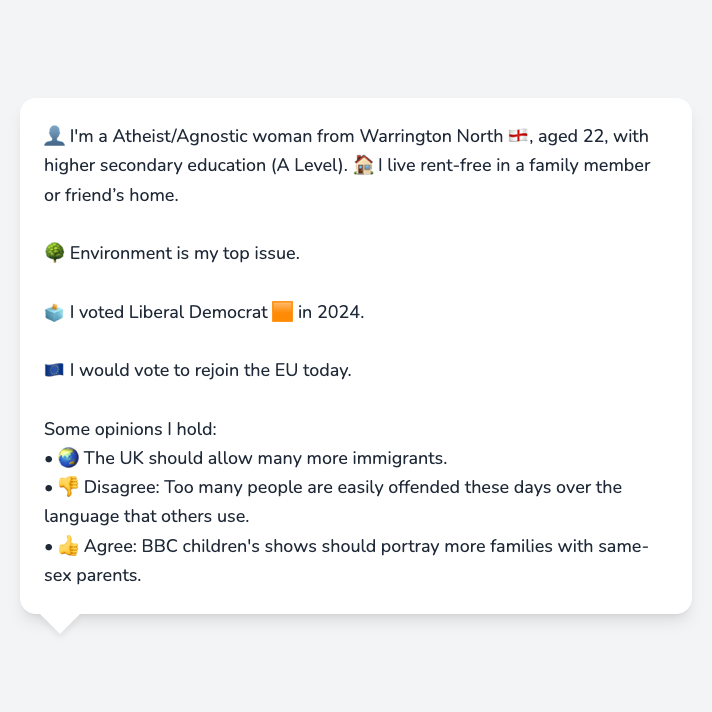 👤 I'm a Atheist/Agnostic woman from Warrington North 🏴󠁧󠁢󠁥󠁮󠁧󠁿, aged 22, with
higher secondary education (A Level). 🏠 I live rent-free in a family member
or friend’s home.
🌳 Environment is my top issue.
🗳️ I voted Liberal Democrat 🟧 in 2024.
🇪🇺 I would vote to rejoin the EU today.
Some opinions I hold:
• 🌏 The UK should allow many more immigrants.
• 👎 Disagree: Too many people are easily offended these days over the
language that others use.
• 👍 Agree: BBC children's shows should portray more families with same-
sex parents.